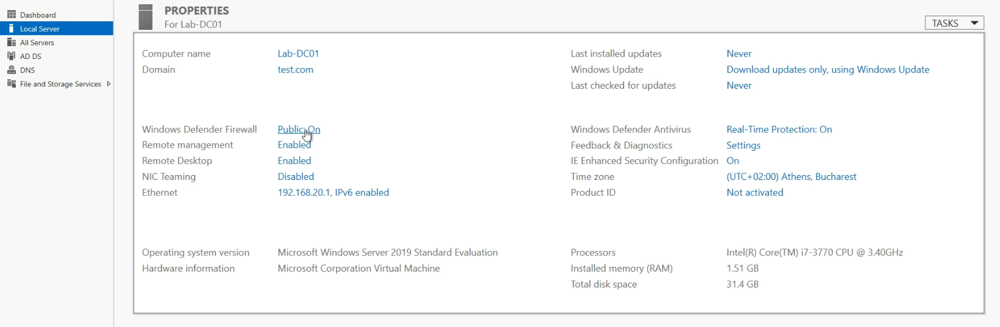 Dashboard
Local Server
All Servers
AD DS
DNS
File and Storage Services
PROPERTIES
For Lab-DC01
TASKS
Computer name Lab-DC01
Domain test.com
Last installed updates Never
Windows Update Download updates only, using Windows Update
Last checked for updates Never
Windows Defender Firewall Public: On
Remote management Enabled
Remote Desktop Enabled
NIC Teaming Disabled
Ethernet 192.168.20.1, IPv6 enabled
Windows Defender Antivirus Real-Time Protection: On
Feedback & Diagnostics Settings
IE Enhanced Security Configuration On
Time zone (UTC+02:00) Athens, Bucharest
Product ID Not activated
Operating system version Microsoft Windows Server 2019 Standard Evaluation
Hardware information Microsoft Corporation Virtual Machine
Processors Intel(R) Core(TM) i7-3770 CPU @ 3.40GHz
Installed memory (RAM) 1.51 GB
Total disk space 31.4 GB